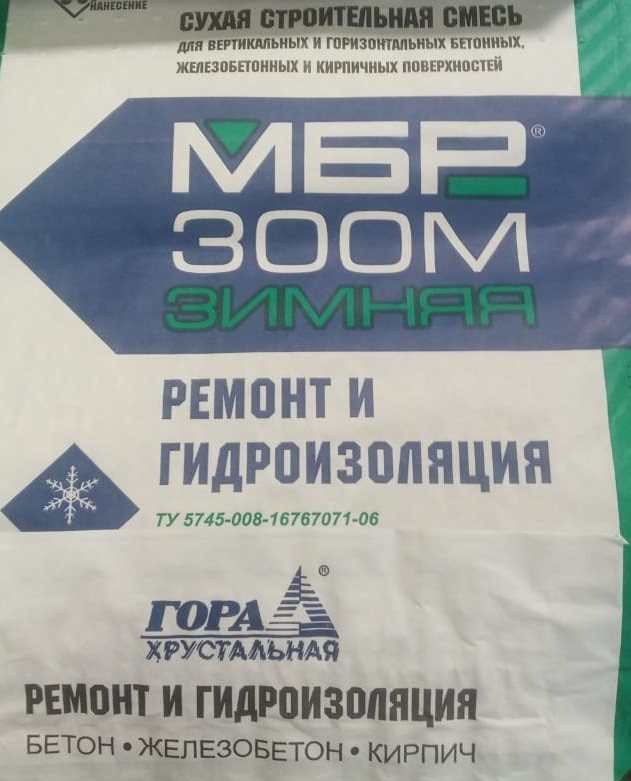 НАНЕСЕНИЕ
СУХАЯ СТРОИТЕЛЬНАЯ СМЕСЬ
ДЛЯ ВЕРТИКАЛЬНЫХ И ГОРИЗОНТАЛЬНЫХ БЕТОННЫХ,
ЖЕЛЕЗОБЕТОННЫХ И КИРПИЧНЫХ ПОВЕРХНОСТЕЙ
МБР®
300М
ЗИМНЯЯ
РЕМОНТ И
ГИДРОИЗОЛЯЦИЯ
ТУ 5745-008-16767071-06
ГОРА ®
ХРУСТАЛЬНАЯ
РЕМОНТ И ГИДРОИЗОЛЯЦИЯ
БЕТОН • ЖЕЛЕЗОБЕТОН • КИРПИЧ